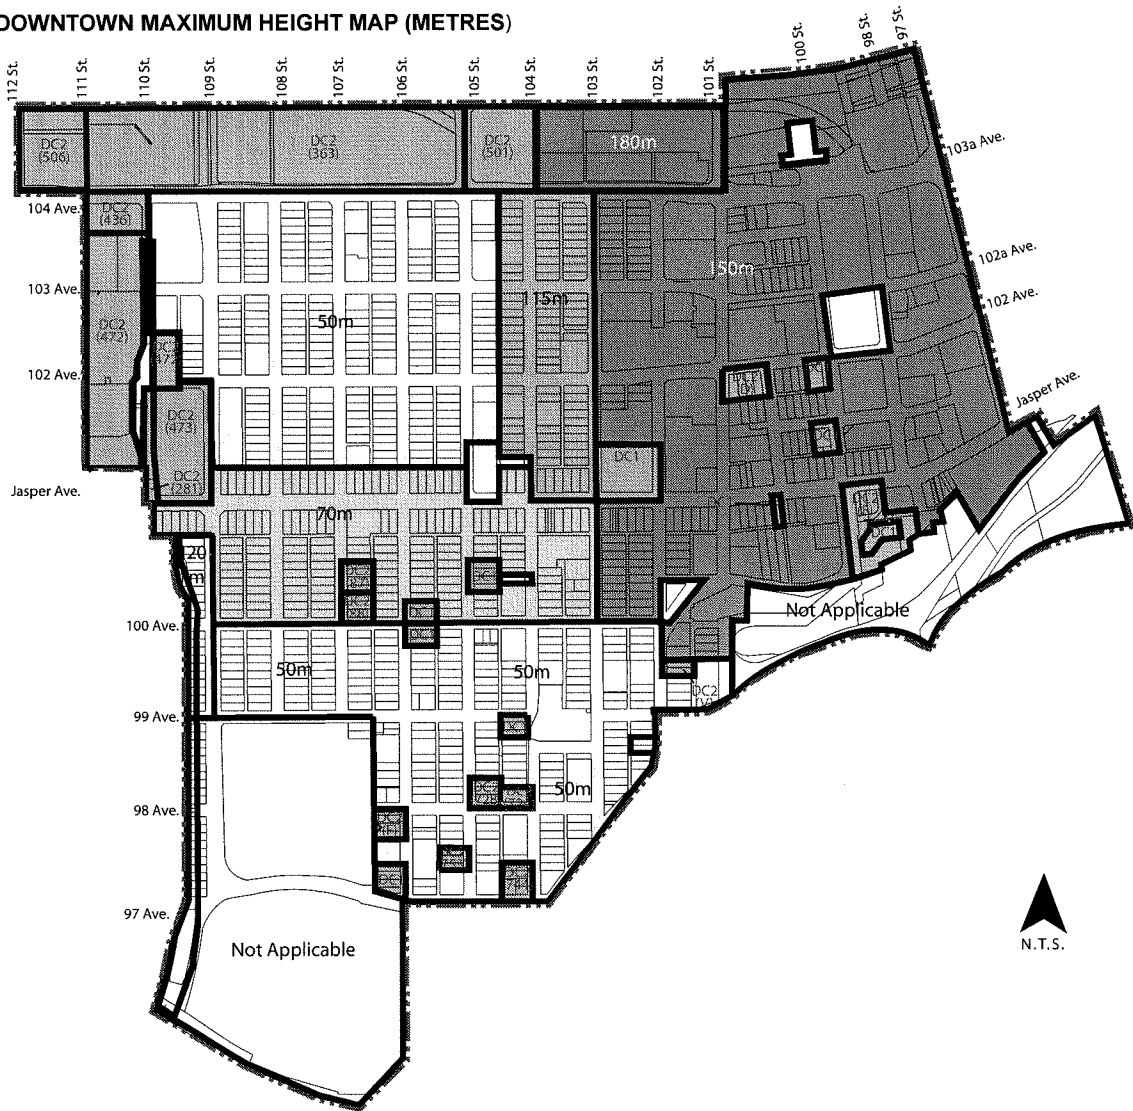 DOWNTOWN MAXIMUM HEIGHT MAP (METRES)
112 St.
111 St.
110 St.
109 St.
108 St.
107 St.
106 St.
105 St.
104 St.
103 St.
102 St.
101 St.
100 St.
98 St.
97 St.
DC2
(506)
DC2
(363)
DC2
(501)
180m
103a Ave.
104 Ave.
DC2
(436)
150m
102a Ave.
103 Ave.
115m
102 Ave.
DC2
(472)
50m
102 Ave.
DC2
(473)
Jasper Ave.
DC1
DC2
(281)
Jasper Ave.
70m
DC2
DC1
20
m
Not Applicable
100 Ave.
50m
50m
DC2
(V)
99 Ave.
50m
98 Ave.
97 Ave.
Not Applicable
N.T.S.